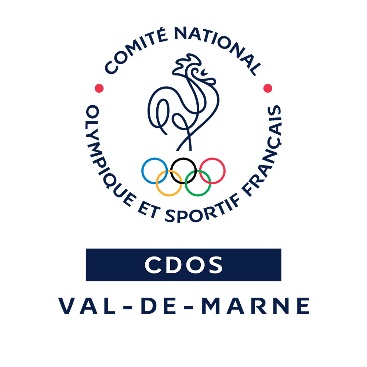 COMITÉ NATIONAL
OLYMPIQUE ET SPORTIF FRANÇAIS
CDOS
VAL-DE-MARNE